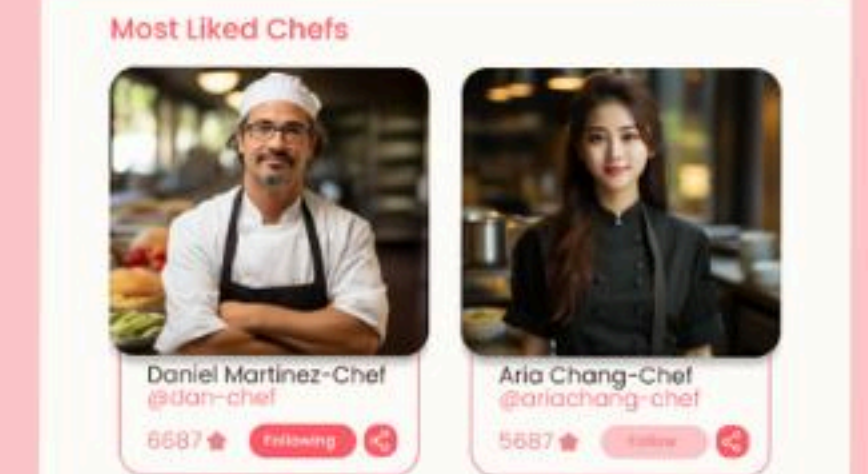 Most Liked Chefs
Daniel Martinez-Chef
@dan-chef
6687
Following
Aria Chang-Chef
@ariachang-chef
5687
Follow